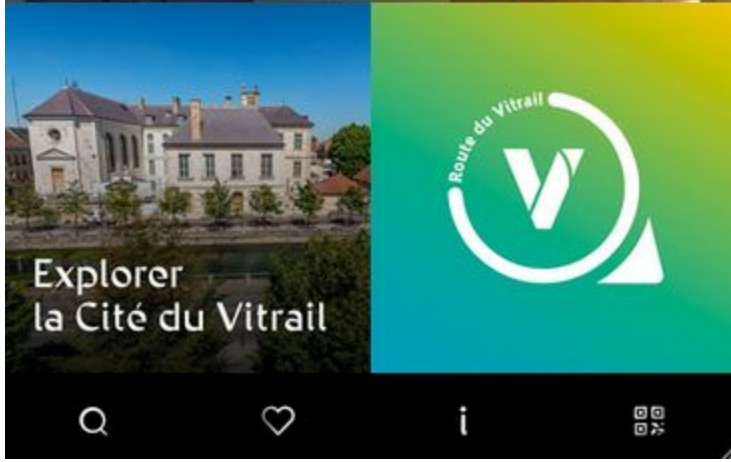 Explorer
la Cité du Vitrail
Route du Vitrail
V
i